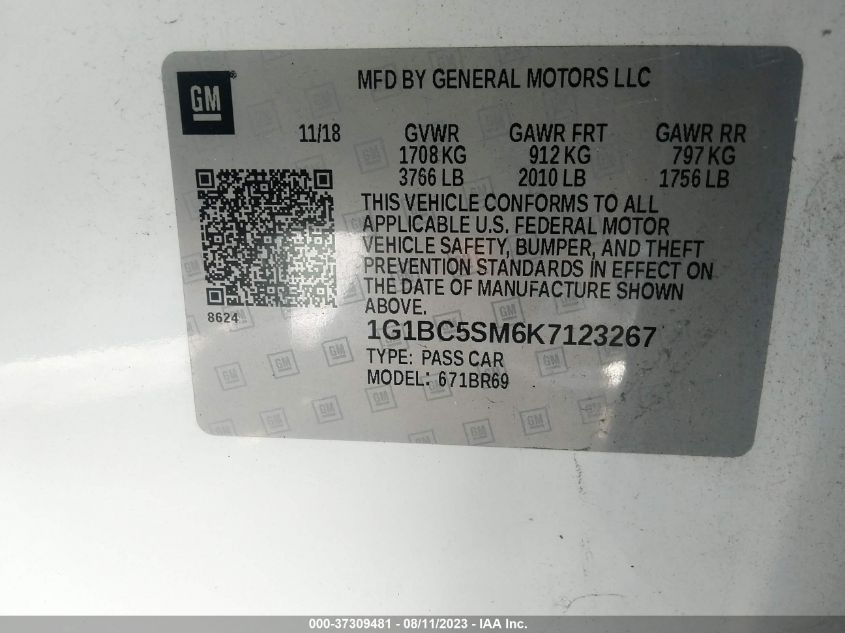 GM
MFD BY GENERAL MOTORS LLC
11/18 GVWR GAWR FRT GAWR RR
1708 KG 912 KG 797 KG
3766 LB 2010 LB 1756 LB
THIS VEHICLE CONFORMS TO ALL
APPLICABLE U.S. FEDERAL MOTOR
VEHICLE SAFETY, BUMPER, AND THEFT
PREVENTION STANDARDS IN EFFECT ON
THE DATE OF MANUFACTURE SHOWN
ABOVE.
8624
1G1BC5SM6K7123267
TYPE: PASS CAR
MODEL: 671BR69
000-37309481 - 08/11/2023 - IAA Inc.